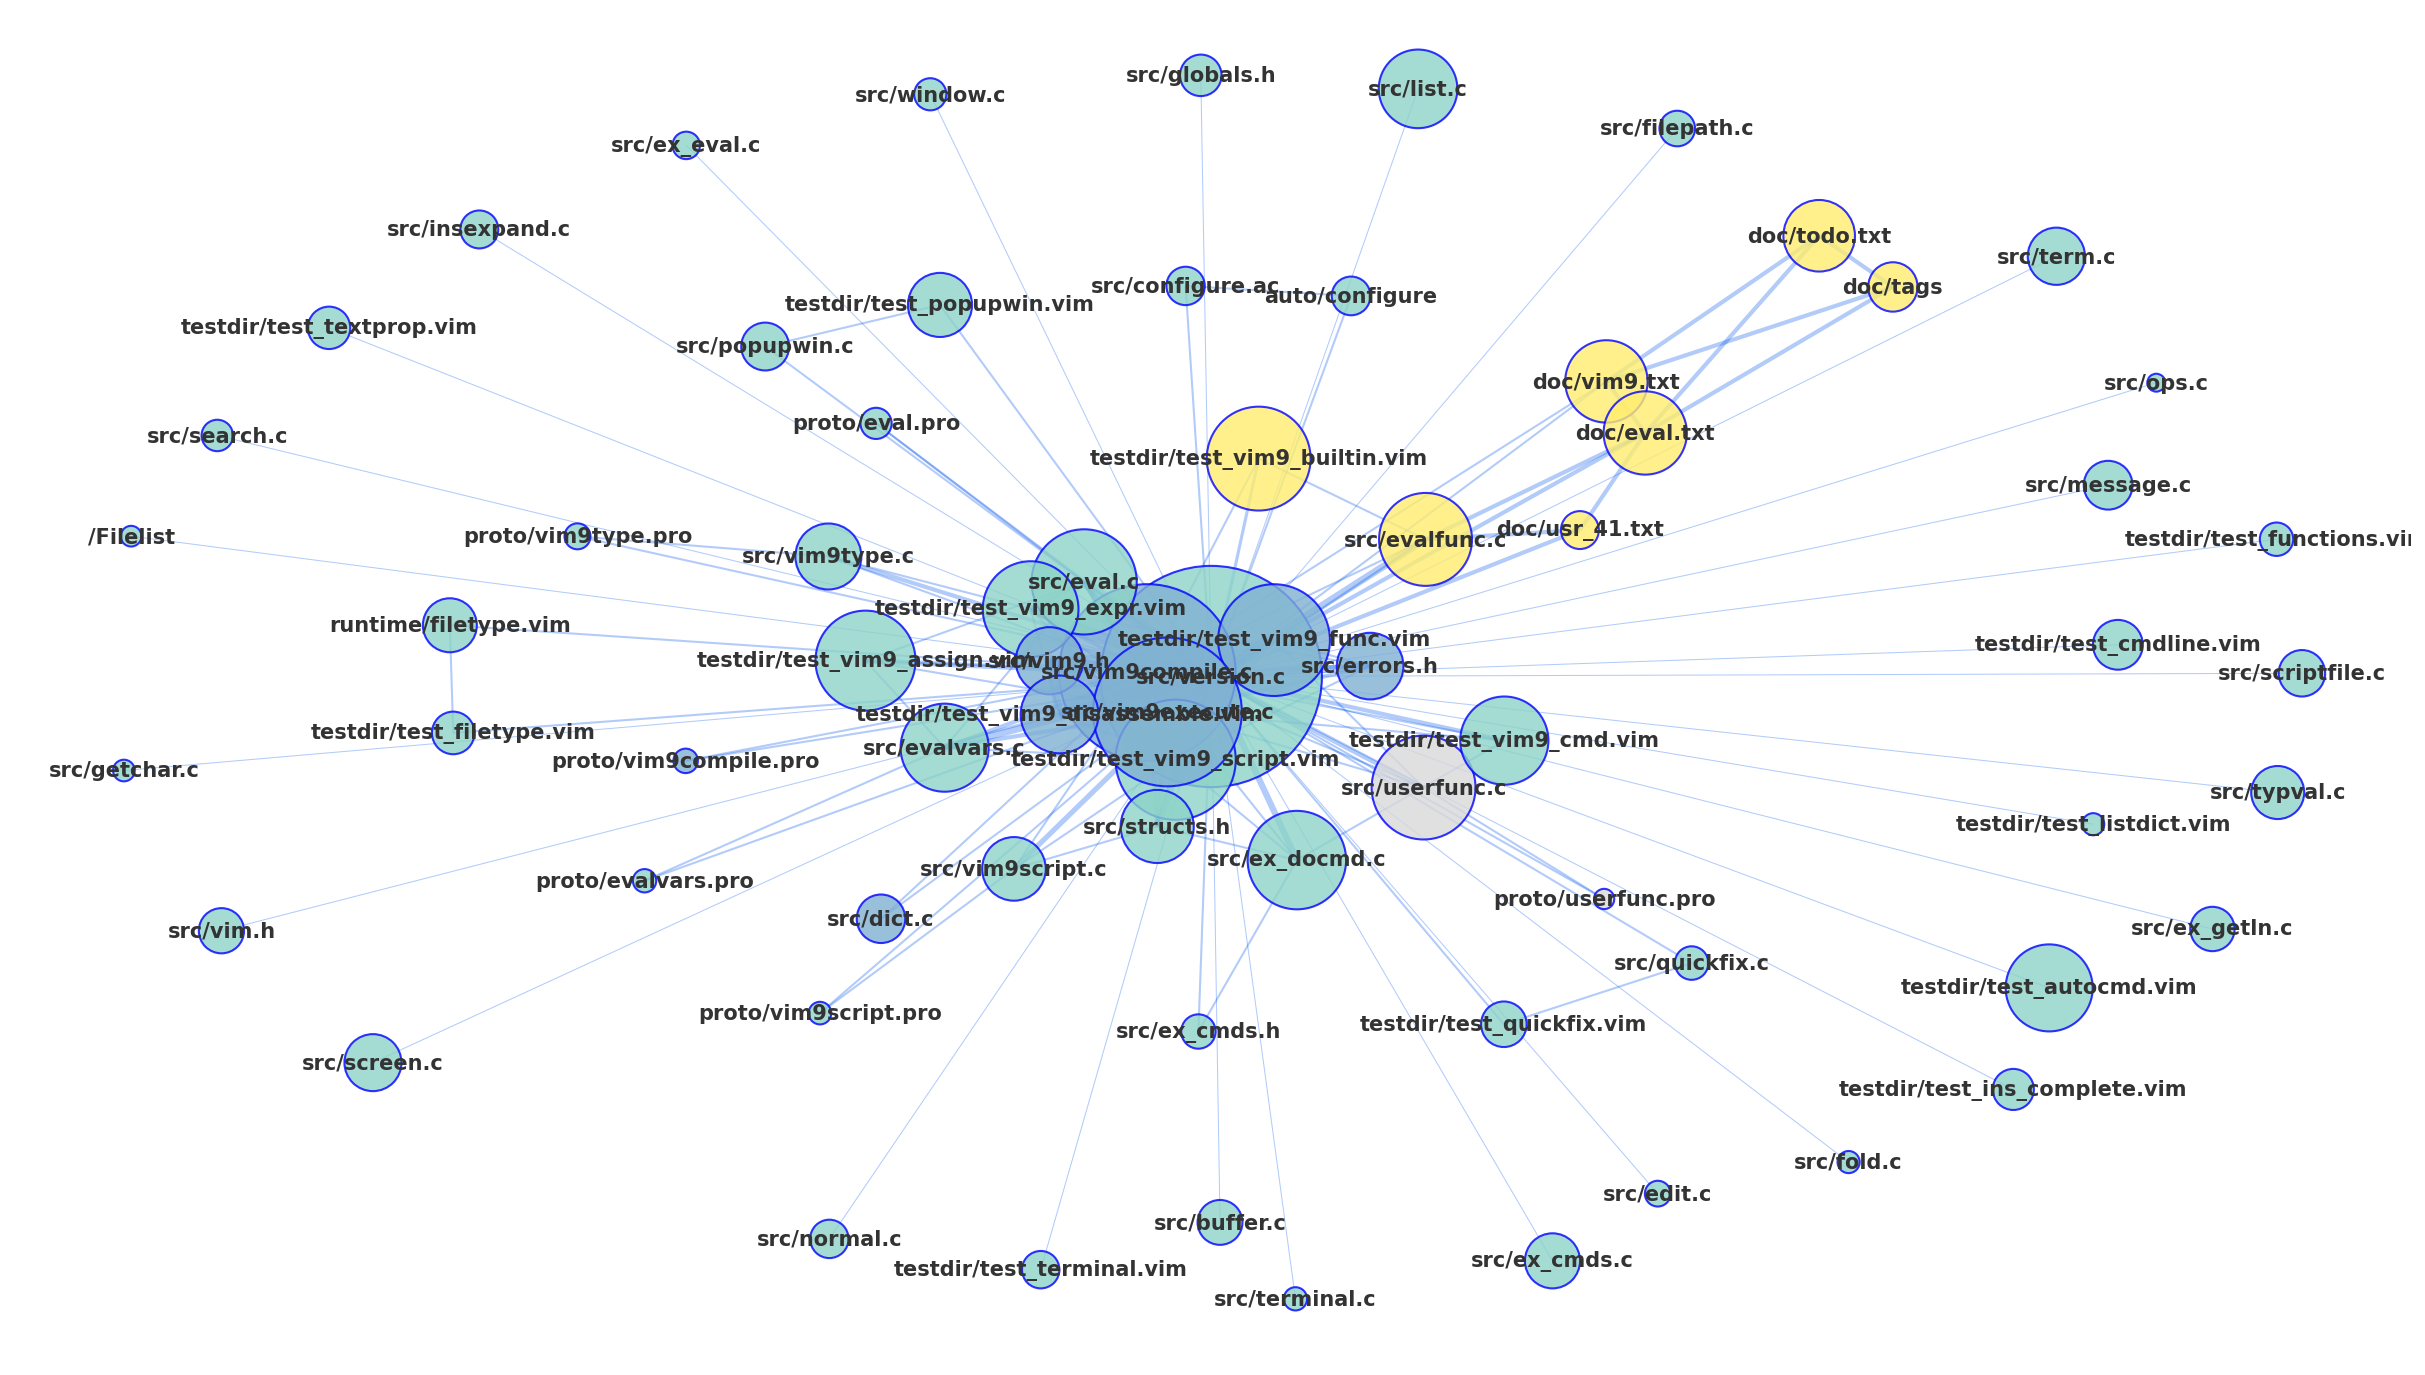 src/globals.h
src/list.c
src/window.c
src/filepath.c
src/ex_eval.c
src/insexpand.c
doc/todo.txt
src/term.c
src/configure.ac
doc/tags
auto/configure
testdir/test_popupwin.vim
testdir/test_textprop.vim
src/popupwin.c
doc/vim9.txt
src/ops.c
proto/eval.pro
doc/eval.txt
src/search.c
testdir/test_vim9_builtin.vim
src/message.c
doc/usr_41.txt
/Filelist
proto/vim9type.pro
src/evalfunc.c
testdir/test_functions.vim
src/vim9type.c
src/eval.c
testdir/test_vim9_expr.vim
runtime/filetype.vim
testdir/test_vim9_func.vim
testdir/test_cmdline.vim
testdir/test_vim9_assign.vim
src/vim9.h
src/errors.h
src/vim9compile.c
src/version.c
src/scriptfile.c
testdir/test_vim9_disassemble.vim
src/vim9execute.c
testdir/test_filetype.vim
testdir/test_vim9_cmd.vim
src/evalvars.c
testdir/test_vim9_script.vim
proto/vim9compile.pro
src/getchar.c
src/userfunc.c
src/typval.c
testdir/test_listdict.vim
src/structs.h
src/ex_docmd.c
src/vim9script.c
proto/evalvars.pro
proto/userfunc.pro
src/dict.c
src/vim.h
src/ex_getln.c
src/quickfix.c
testdir/test_autocmd.vim
proto/vim9script.pro
testdir/test_quickfix.vim
src/ex_cmds.h
src/screen.c
testdir/test_ins_complete.vim
src/fold.c
src/edit.c
src/buffer.c
src/normal.c
src/ex_cmds.c
testdir/test_terminal.vim
src/terminal.c